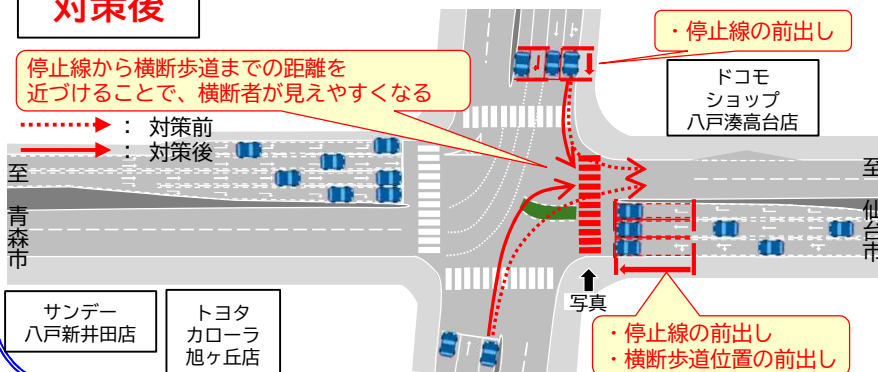 対策後
・停止線の前出し
停止線から横断歩道までの距離を
近づけることで、横断者が見えやすくなる
ドコモ
ショップ
八戸湊高台店
： 対策前
： 対策後
至
青森市
至
仙台市
写真
サンデー
八戸新井田店
トヨタ
カローラ
旭ヶ丘店
・停止線の前出し
・横断歩道位置の前出し